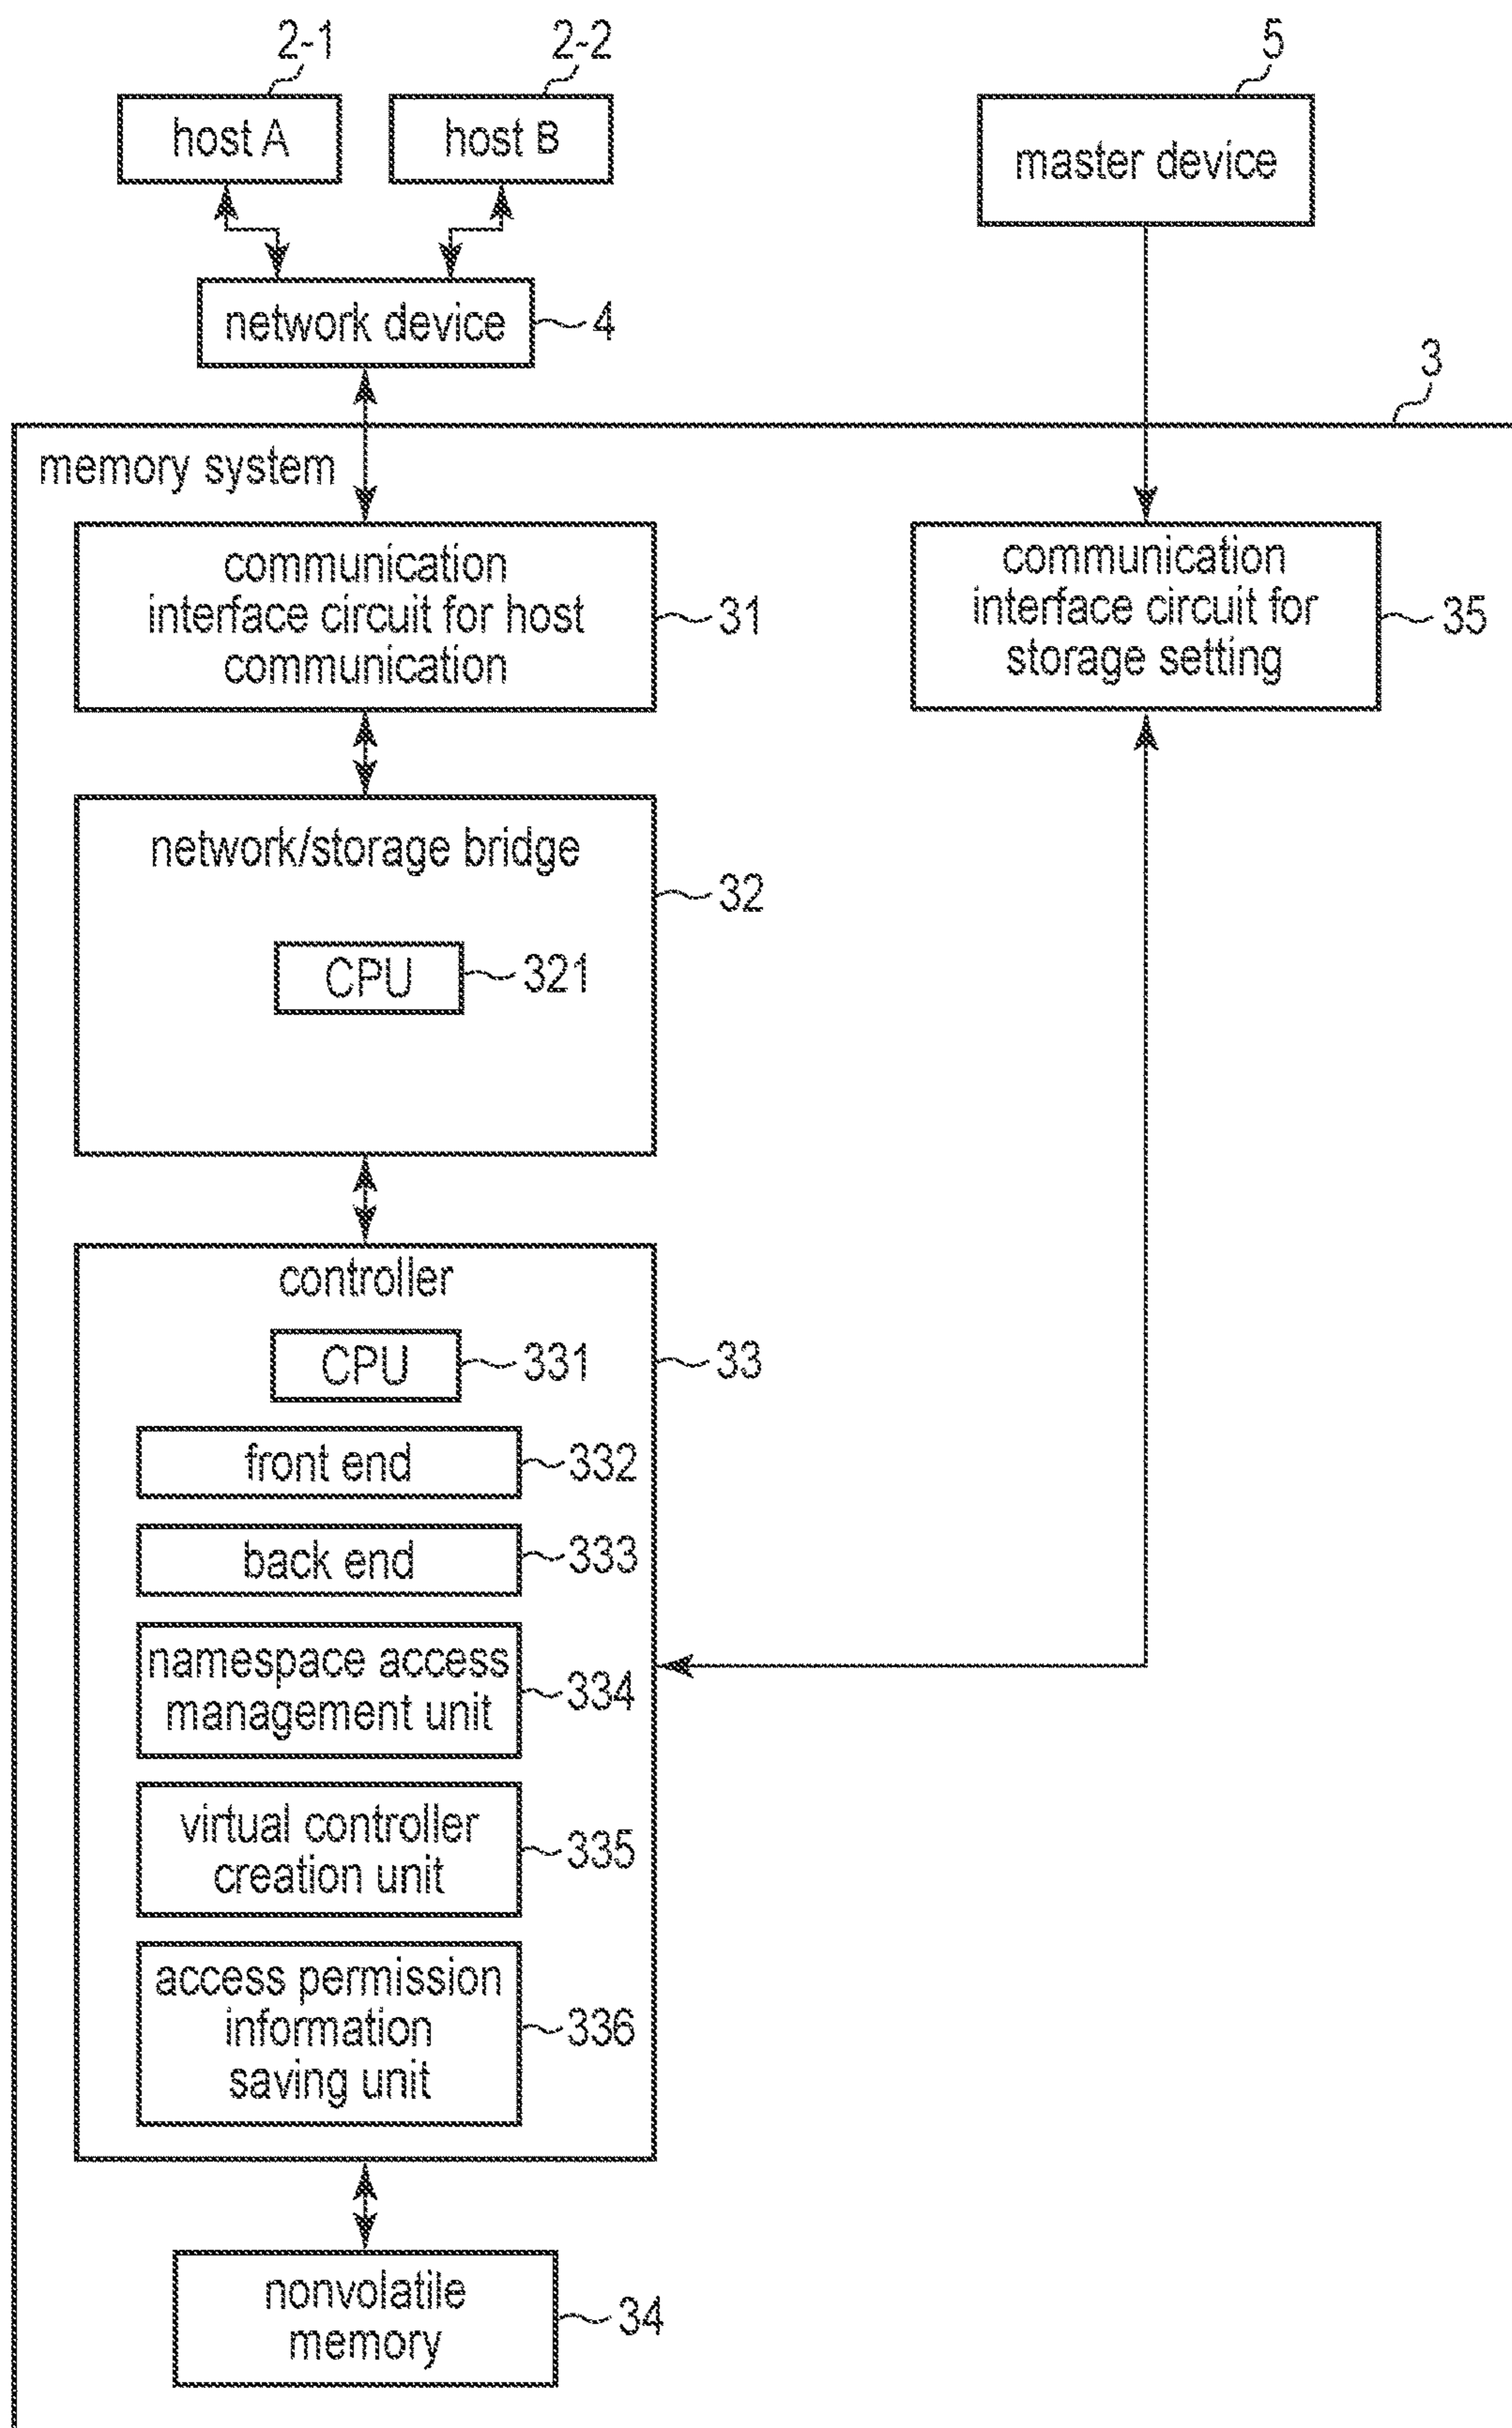 2-1
2-2
5
host A
host B
master device
network device
4
3
memory system
communication
interface circuit for host
communication
31
communication
interface circuit for
storage setting
35
network/storage bridge
32
CPU
321
controller
CPU
331
33
front end
332
back end
333
namespace access
management unit
334
virtual controller
creation unit
335
access permission
information
saving unit
336
nonvolatile
memory
34